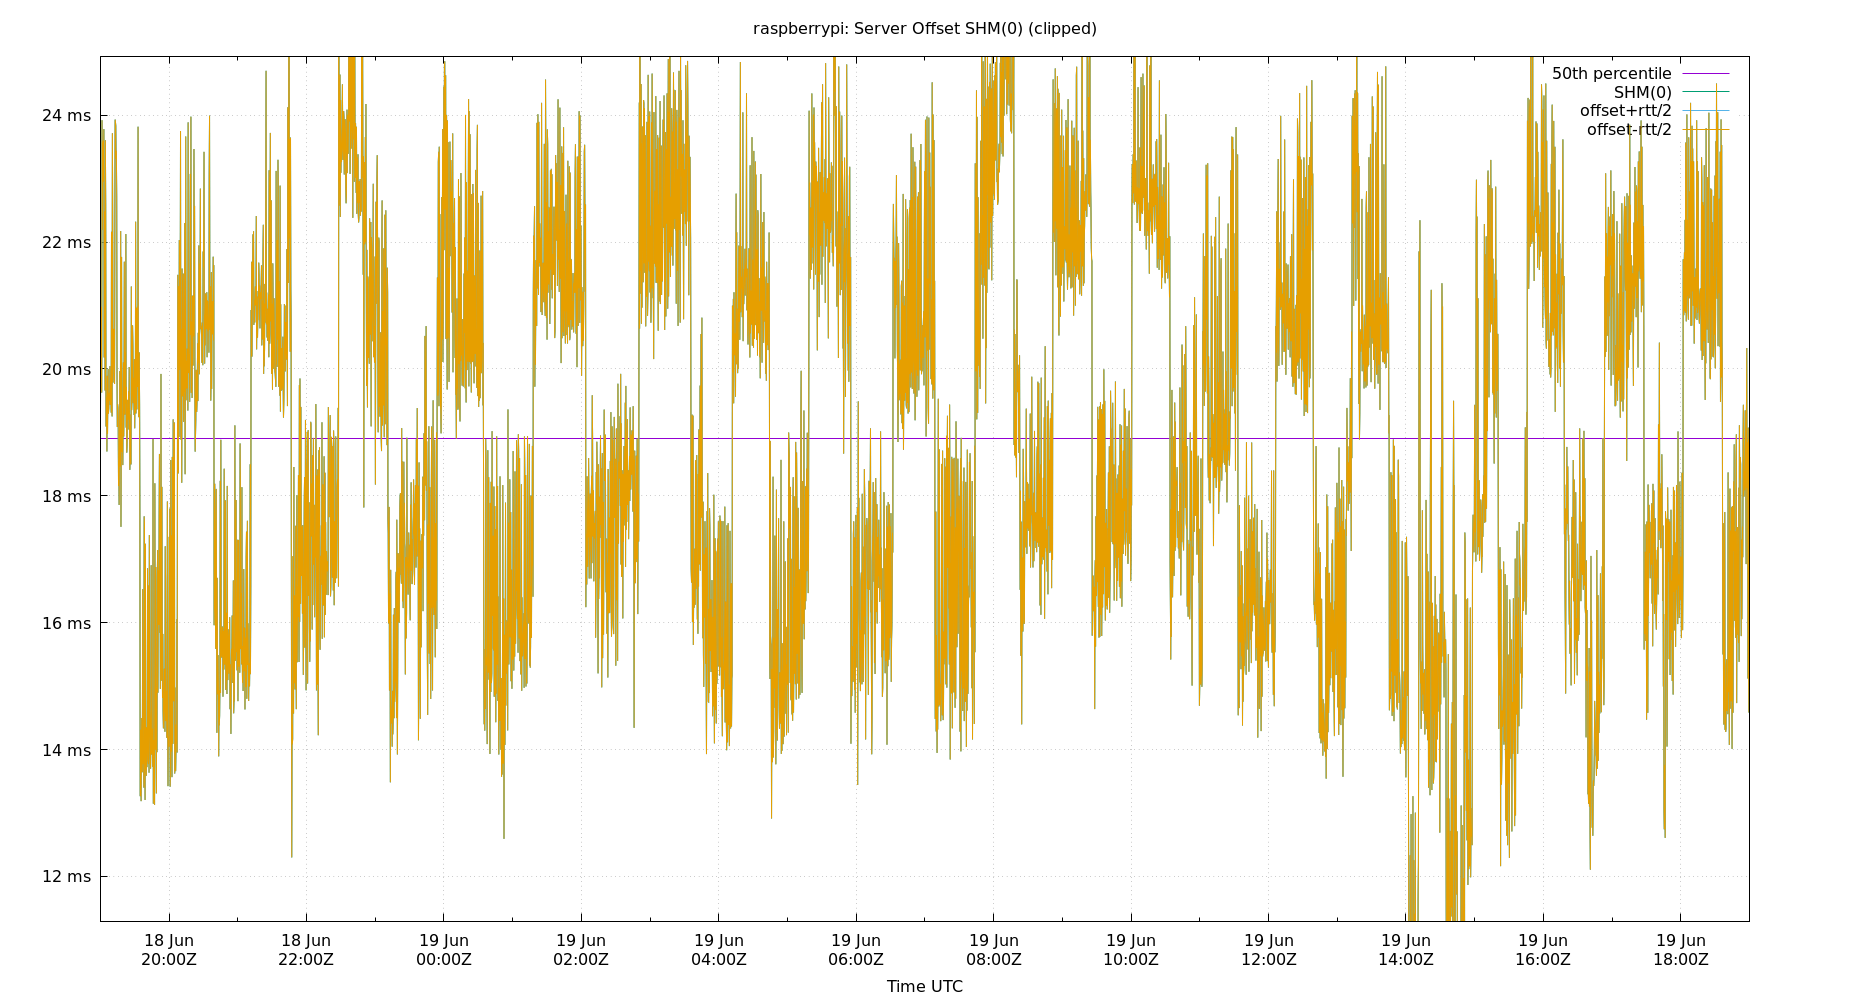 raspberrypi: Server Offset SHM(0) (clipped)
50th percentile
SHM(0)
offset+rtt/2
offset-rtt/2
24 ms
22 ms
20 ms
18 ms
16 ms
14 ms
12 ms
18 Jun 18 Jun 19 Jun 19 Jun 19 Jun 19 Jun 19 Jun 19 Jun 19 Jun 19 Jun 19 Jun 19 Jun
20:00Z 22:00Z 00:00Z 02:00Z 04:00Z 06:00Z 08:00Z 10:00Z 12:00Z 14:00Z 16:00Z 18:00Z
Time UTC